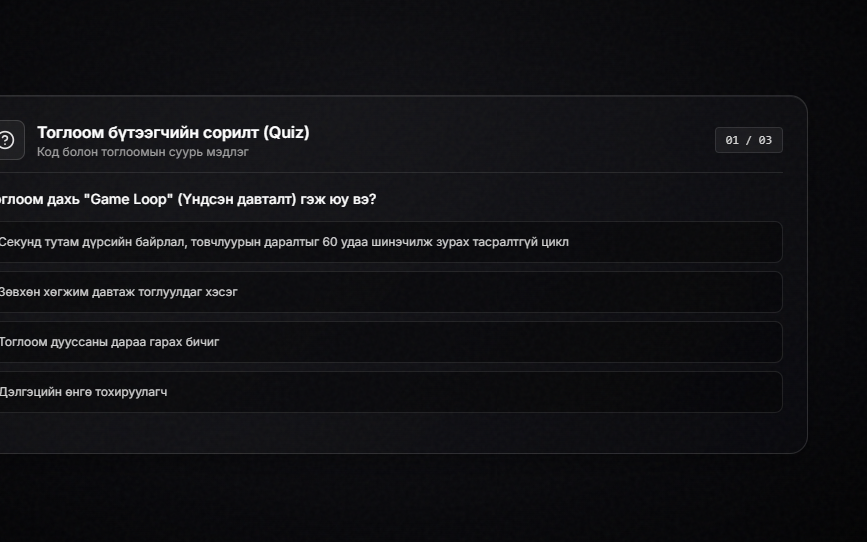 Тоглоом бүтээгчийн сорилт (Quiz)
Код болон тоглоомын суурь мэдлэг
01 / 03
оглоом дахь "Game Loop" (Үндсэн давталт) гэж юу вэ?
Секунд тутам дүрсийн байрлал, товчлуурын даралтыг 60 удаа шинэчилж зурах тасралтгүй цикл
Зөвхөн хөгжим давтаж тоглуулдаг хэсэг
Тоглоом дууссаны дараа гарах бичиг
Дэлгэцийн өнгө тохируулагч